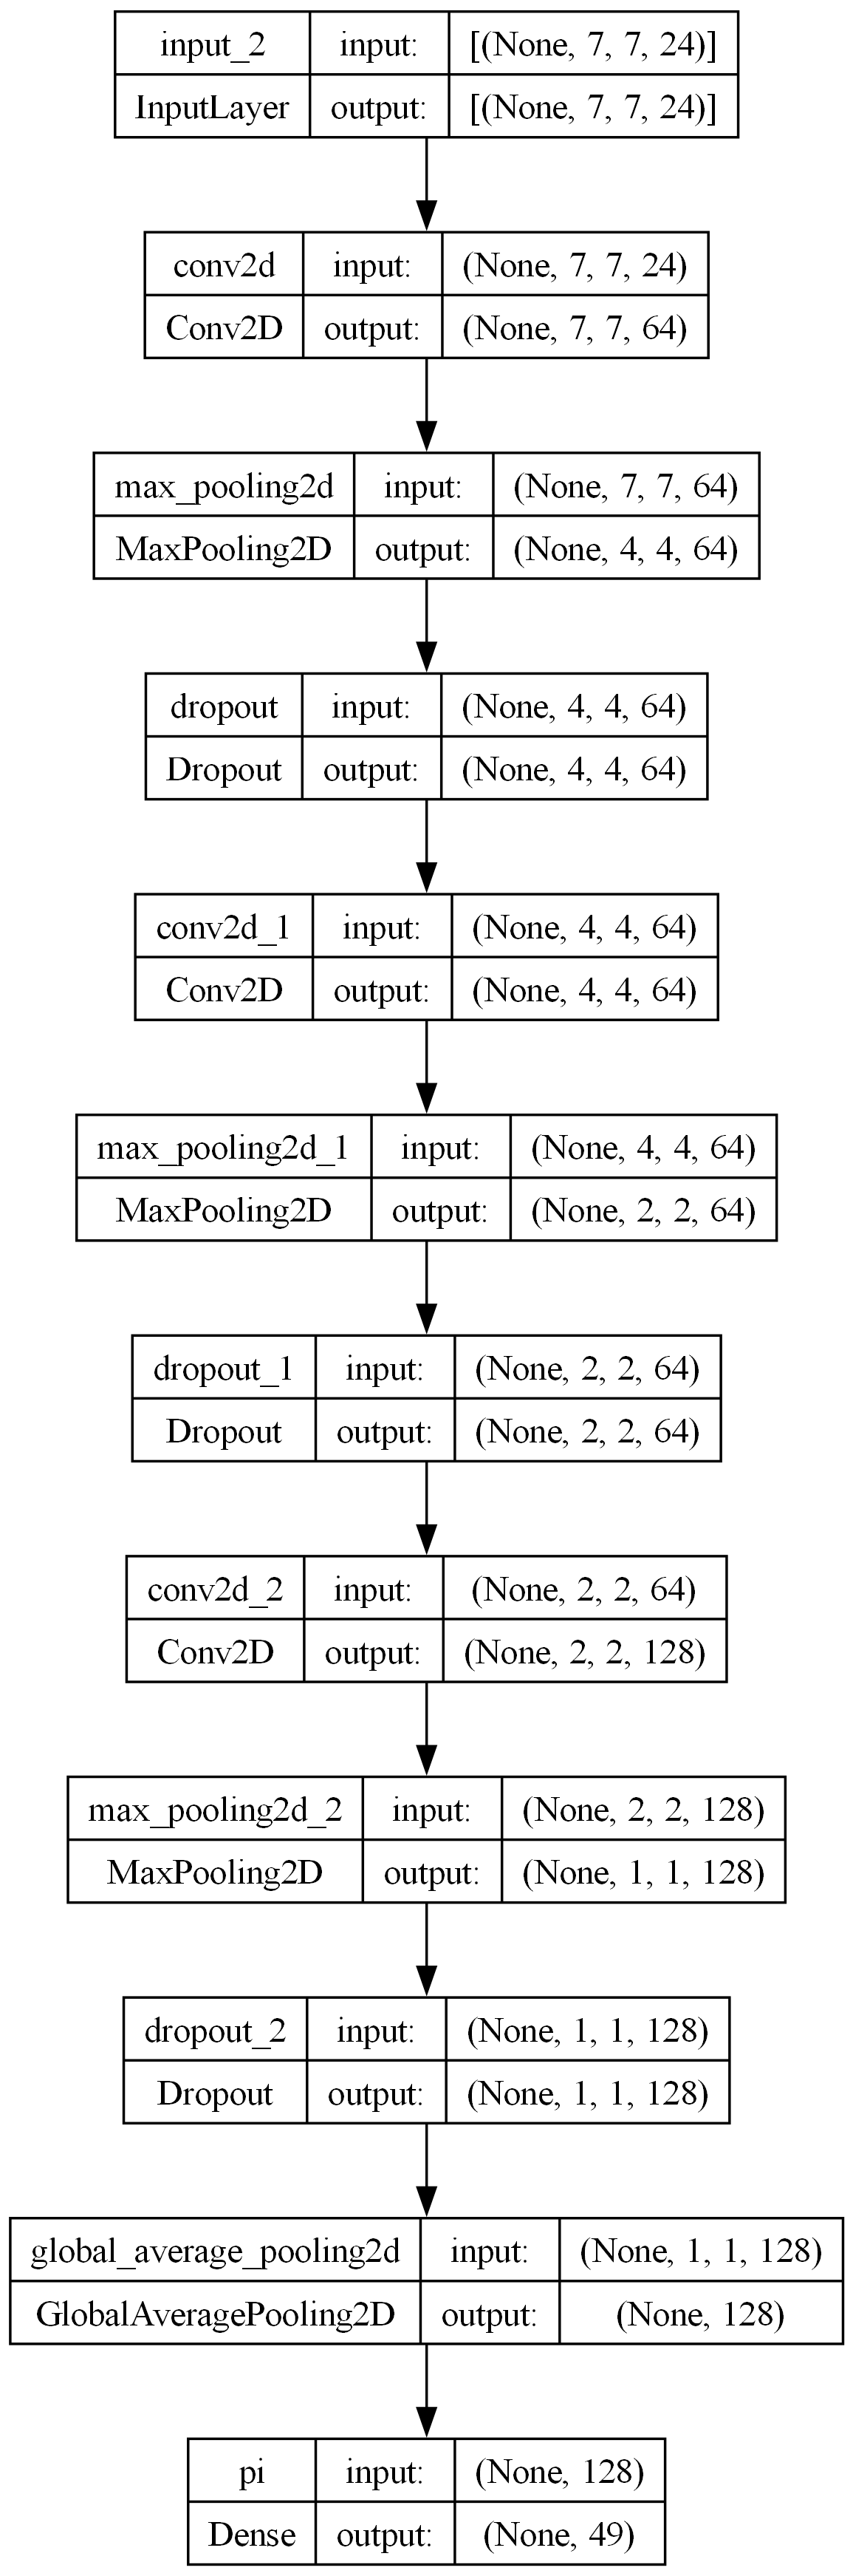 input_2 input: [(None, 7, 7, 24)]
InputLayer output: [(None, 7, 7, 24)]
conv2d input: (None, 7, 7, 24)
Conv2D output: (None, 7, 7, 64)
max_pooling2d input: (None, 7, 7, 64)
MaxPooling2D output: (None, 4, 4, 64)
dropout input: (None, 4, 4, 64)
Dropout output: (None, 4, 4, 64)
conv2d_1 input: (None, 4, 4, 64)
Conv2D output: (None, 4, 4, 64)
max_pooling2d_1 input: (None, 4, 4, 64)
MaxPooling2D output: (None, 2, 2, 64)
dropout_1 input: (None, 2, 2, 64)
Dropout output: (None, 2, 2, 64)
conv2d_2 input: (None, 2, 2, 64)
Conv2D output: (None, 2, 2, 128)
max_pooling2d_2 input: (None, 2, 2, 128)
MaxPooling2D output: (None, 1, 1, 128)
dropout_2 input: (None, 1, 1, 128)
Dropout output: (None, 1, 1, 128)
global_average_pooling2d input: (None, 1, 1, 128)
GlobalAveragePooling2D output: (None, 128)
pi input: (None, 128)
Dense output: (None, 49)